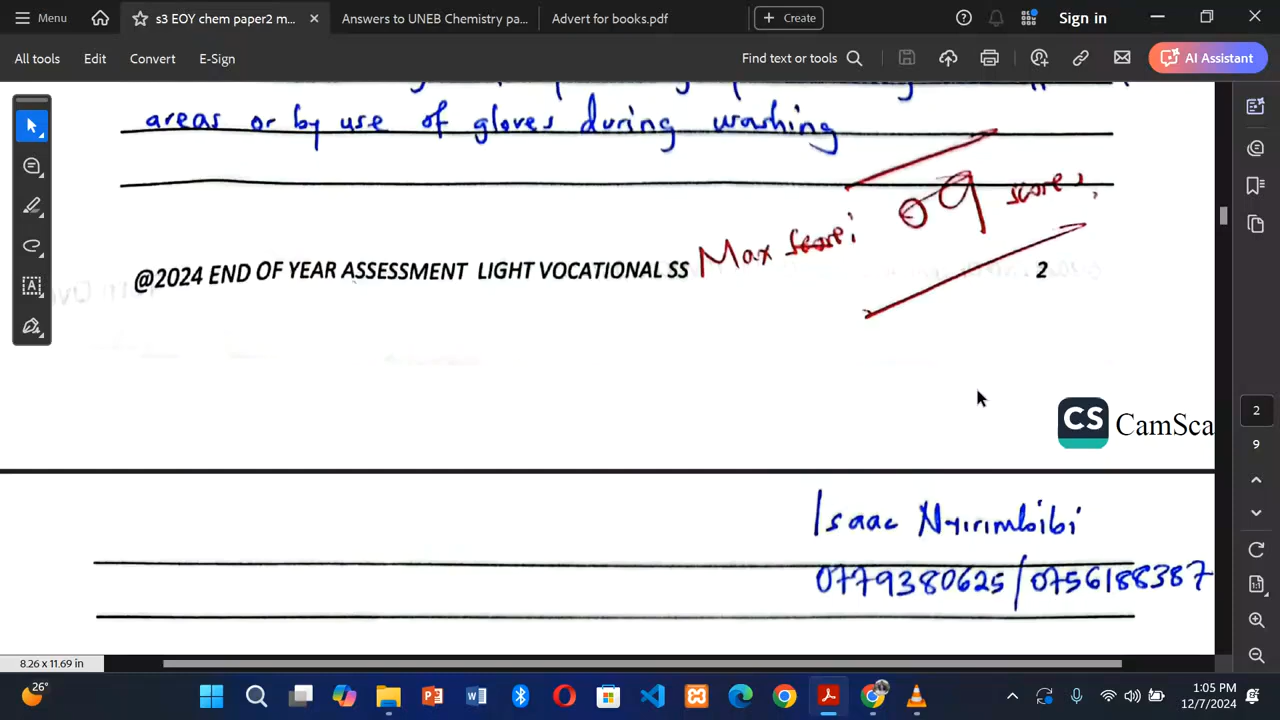 Menu
s3 EOY chem paper2 m...
Answers to UNEB Chemistry pa...
Advert for books.pdf
Create
Sign in
All tools
Edit
Convert
E-Sign
Find text or tools
AI Assistant
areas or by use of gloves during washing
Max score: 09 scores,
@2024 END OF YEAR ASSESSMENT LIGHT VOCATIONAL SS
2
CS CamSca
Isaac Nyirimbibi
0779380625/0756188387
2
9
8.26 x 11.69 in
26°
1:05 PM
12/7/2024